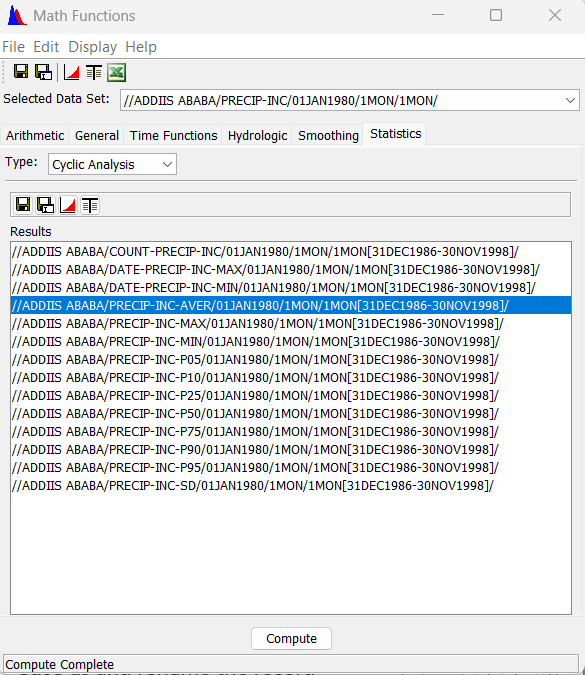 Math Functions
File Edit Display Help
Selected Data Set: //ADDIIS ABABA/PRECIP-INC/01JAN1980/1MON/1MON/
Arithmetic General Time Functions Hydrologic Smoothing Statistics
Type: Cyclic Analysis
Results
//ADDIIS ABABA/COUNT-PRECIP-INC/01JAN1980/1MON/1MON[31DEC1986-30NOV1998]/
//ADDIIS ABABA/DATE-PRECIP-INC-MAX/01JAN1980/1MON/1MON[31DEC1986-30NOV1998]/
//ADDIIS ABABA/DATE-PRECIP-INC-MIN/01JAN1980/1MON/1MON[31DEC1986-30NOV1998]/
//ADDIIS ABABA/PRECIP-INC-AVER/01JAN1980/1MON/1MON[31DEC1986-30NOV1998]/
//ADDIIS ABABA/PRECIP-INC-MAX/01JAN1980/1MON/1MON[31DEC1986-30NOV1998]/
//ADDIIS ABABA/PRECIP-INC-MIN/01JAN1980/1MON/1MON[31DEC1986-30NOV1998]/
//ADDIIS ABABA/PRECIP-INC-P05/01JAN1980/1MON/1MON[31DEC1986-30NOV1998]/
//ADDIIS ABABA/PRECIP-INC-P10/01JAN1980/1MON/1MON[31DEC1986-30NOV1998]/
//ADDIIS ABABA/PRECIP-INC-P25/01JAN1980/1MON/1MON[31DEC1986-30NOV1998]/
//ADDIIS ABABA/PRECIP-INC-P50/01JAN1980/1MON/1MON[31DEC1986-30NOV1998]/
//ADDIIS ABABA/PRECIP-INC-P75/01JAN1980/1MON/1MON[31DEC1986-30NOV1998]/
//ADDIIS ABABA/PRECIP-INC-P90/01JAN1980/1MON/1MON[31DEC1986-30NOV1998]/
//ADDIIS ABABA/PRECIP-INC-P95/01JAN1980/1MON/1MON[31DEC1986-30NOV1998]/
//ADDIIS ABABA/PRECIP-INC-SD/01JAN1980/1MON/1MON[31DEC1986-30NOV1998]/
Compute
Compute Complete